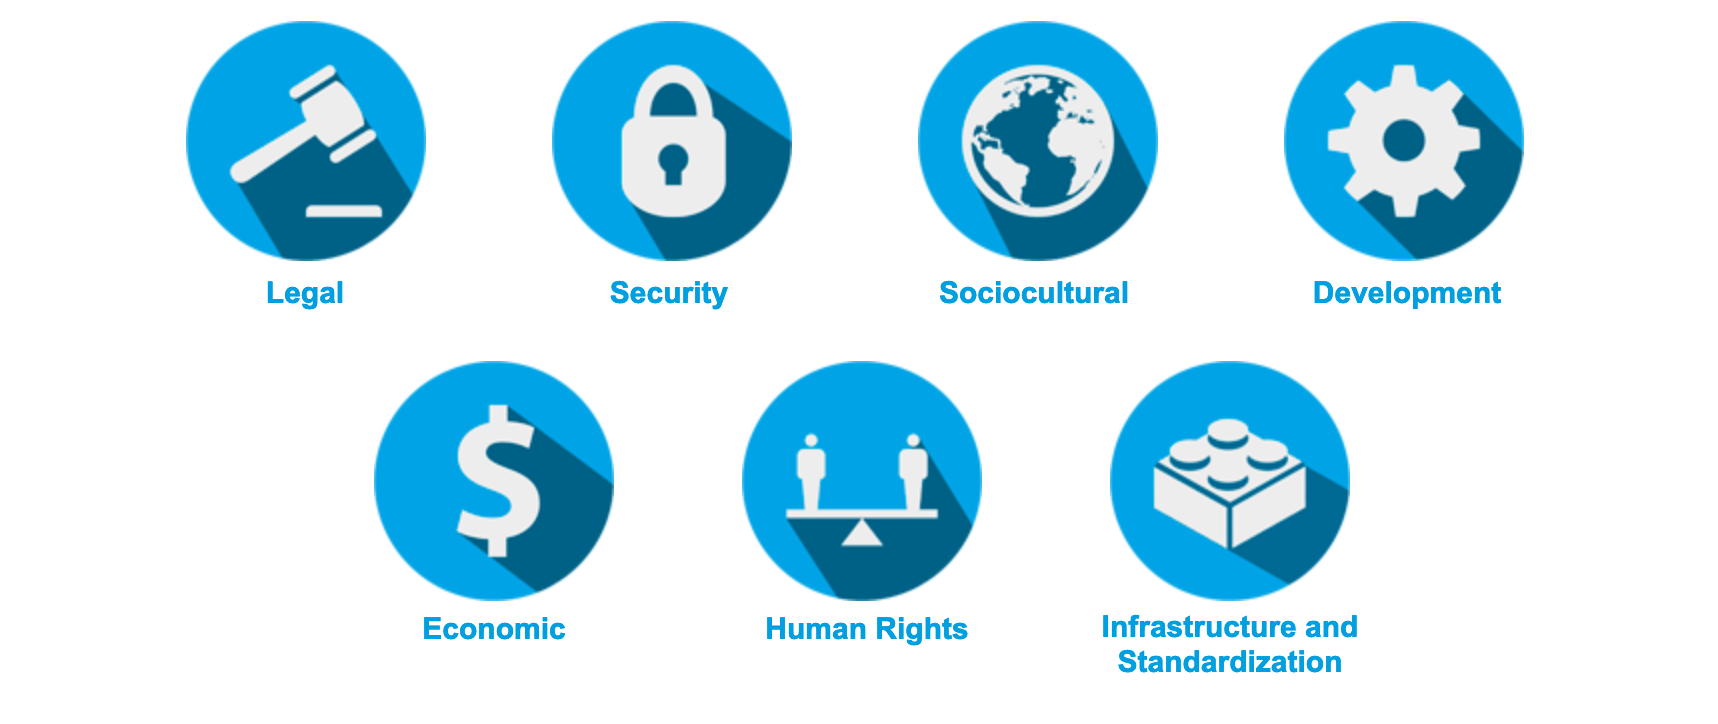 Legal
Security
Sociocultural
Development
Economic
Human Rights
Infrastructure and
Standardization